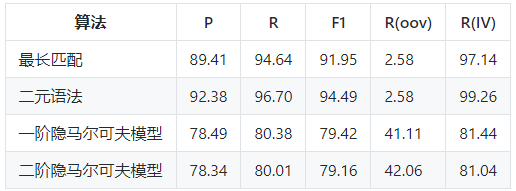 算法 P R F1 R(oov) R(IV)
最长匹配 89.41 94.64 91.95 2.58 97.14
二元语法 92.38 96.70 94.49 2.58 99.26
一阶隐马尔可夫模型 78.49 80.38 79.42 41.11 81.44
二阶隐马尔可夫模型 78.34 80.01 79.16 42.06 81.04